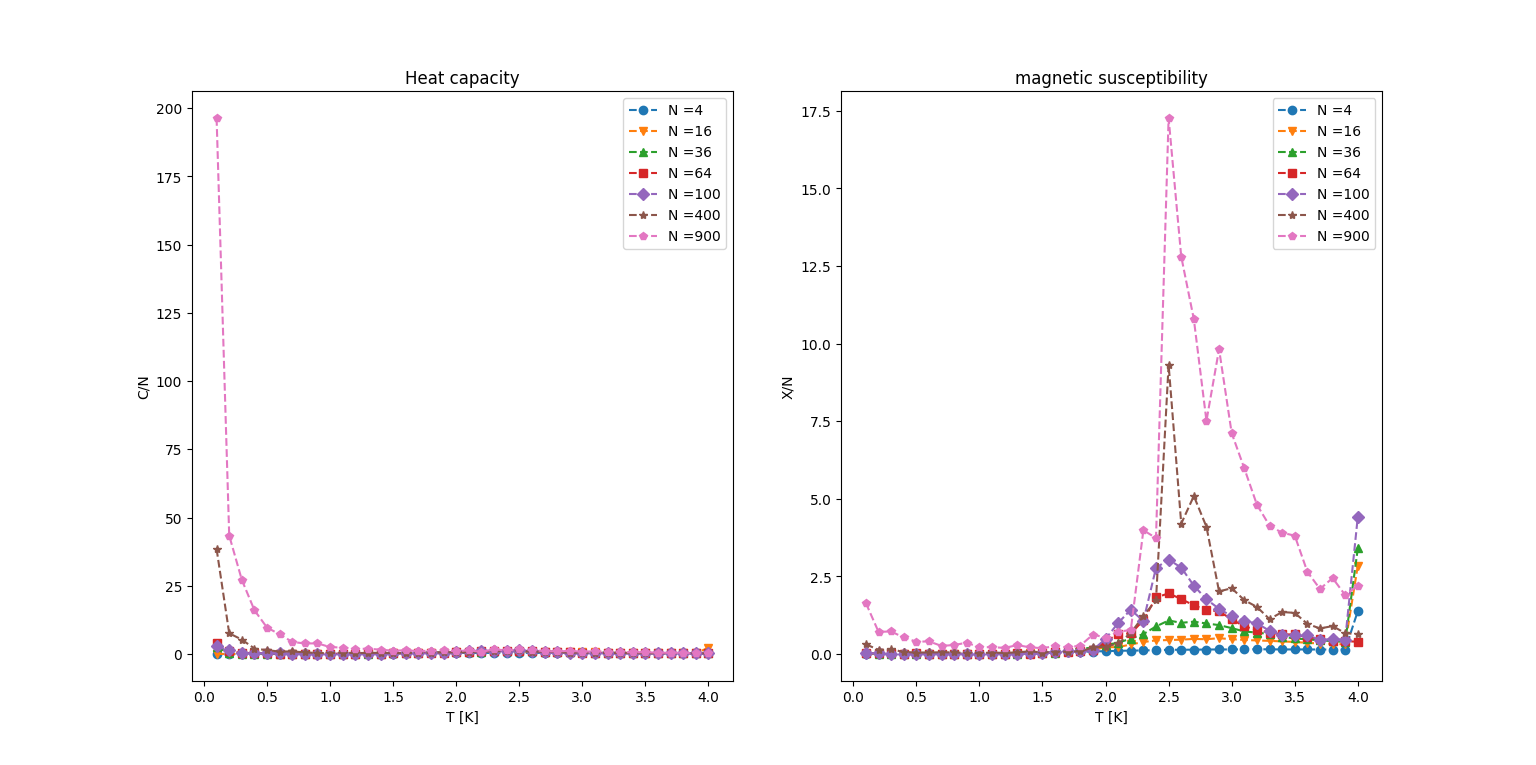 Heat capacity
C/N
200
175
150
125
100
75
50
25
0
0.0 0.5 1.0 1.5 2.0 2.5 3.0 3.5 4.0
T [K]
N =4
N =16
N =36
N =64
N =100
N =400
N =900
magnetic susceptibility
X/N
17.5
15.0
12.5
10.0
7.5
5.0
2.5
0.0
0.0 0.5 1.0 1.5 2.0 2.5 3.0 3.5 4.0
T [K]
N =4
N =16
N =36
N =64
N =100
N =400
N =900